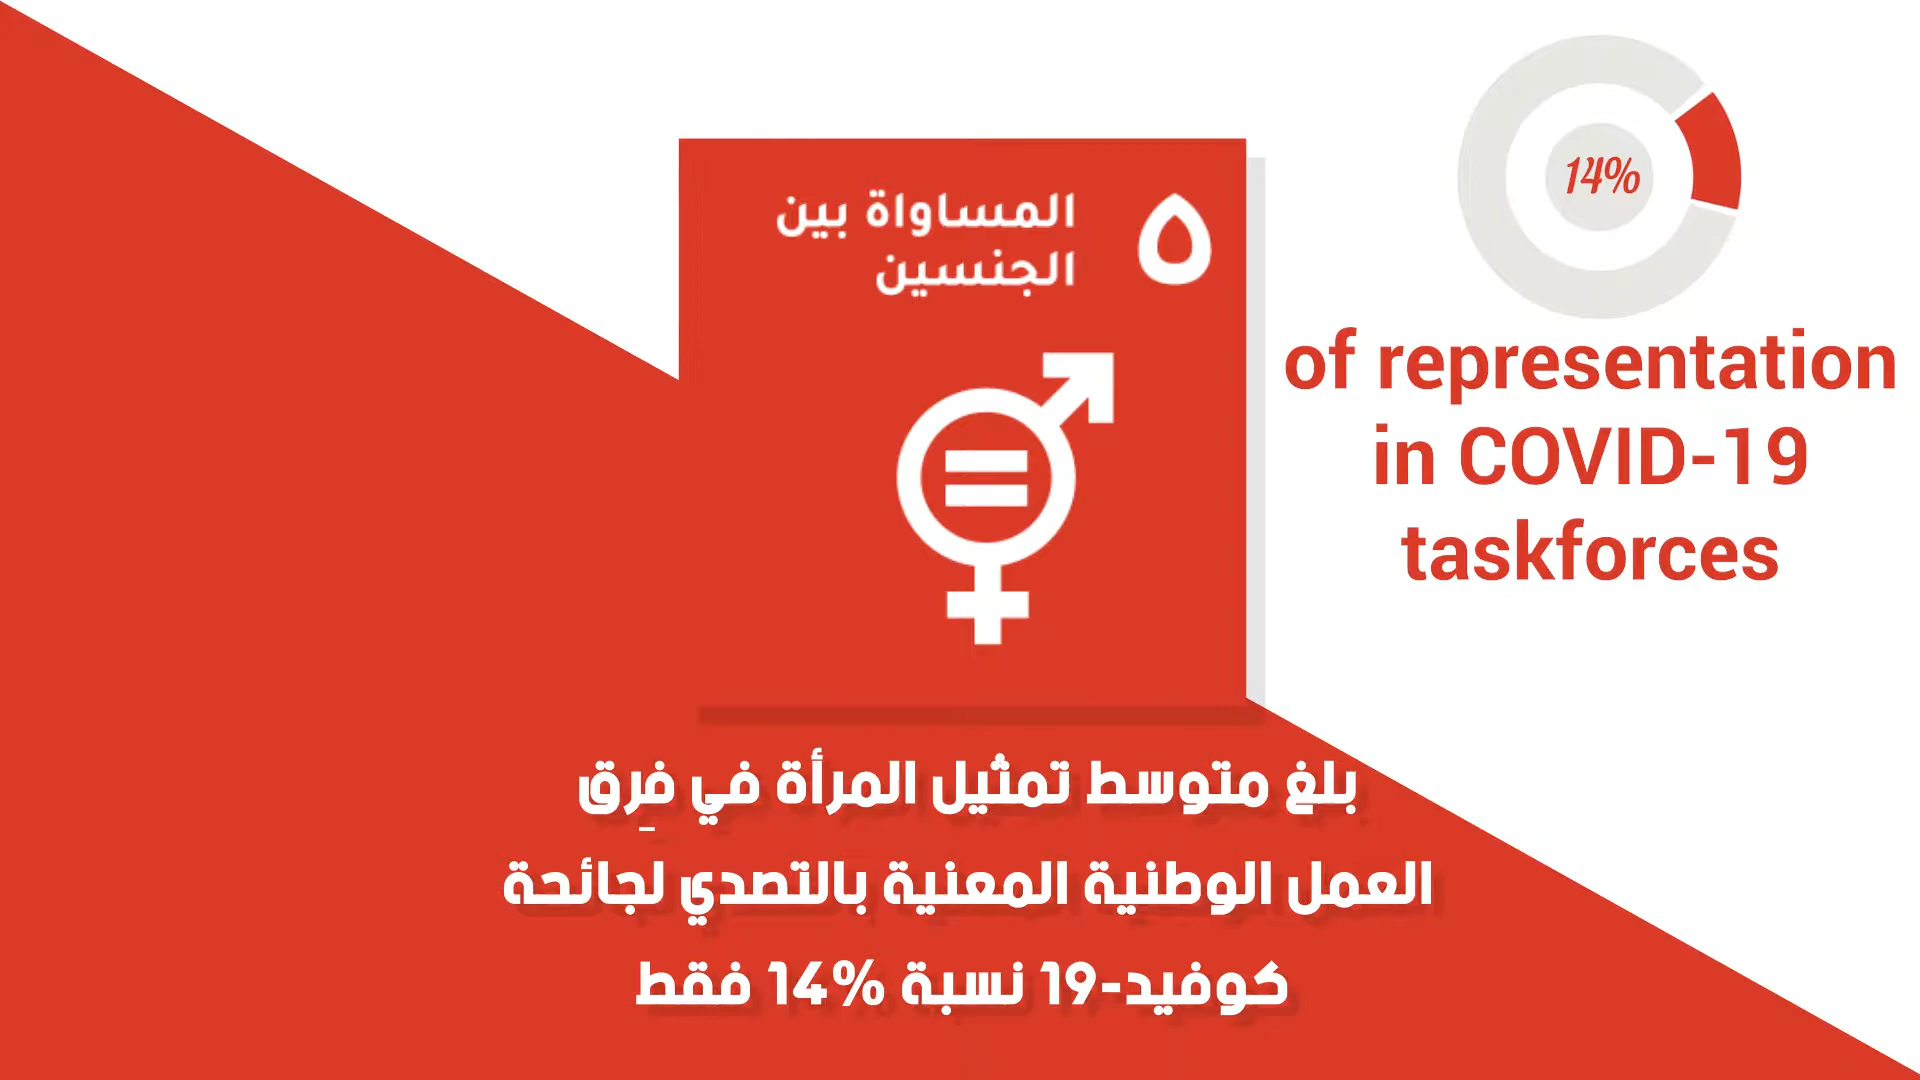 ٥
المساواة بين
الجنسين
14%
of representation
in COVID-19
taskforces
بلغ متوسط تمثيل المرأة في فِرق
العمل الوطنية المعنية بالتصدي لجائحة
كوفيد-19 نسبة 14% فقط